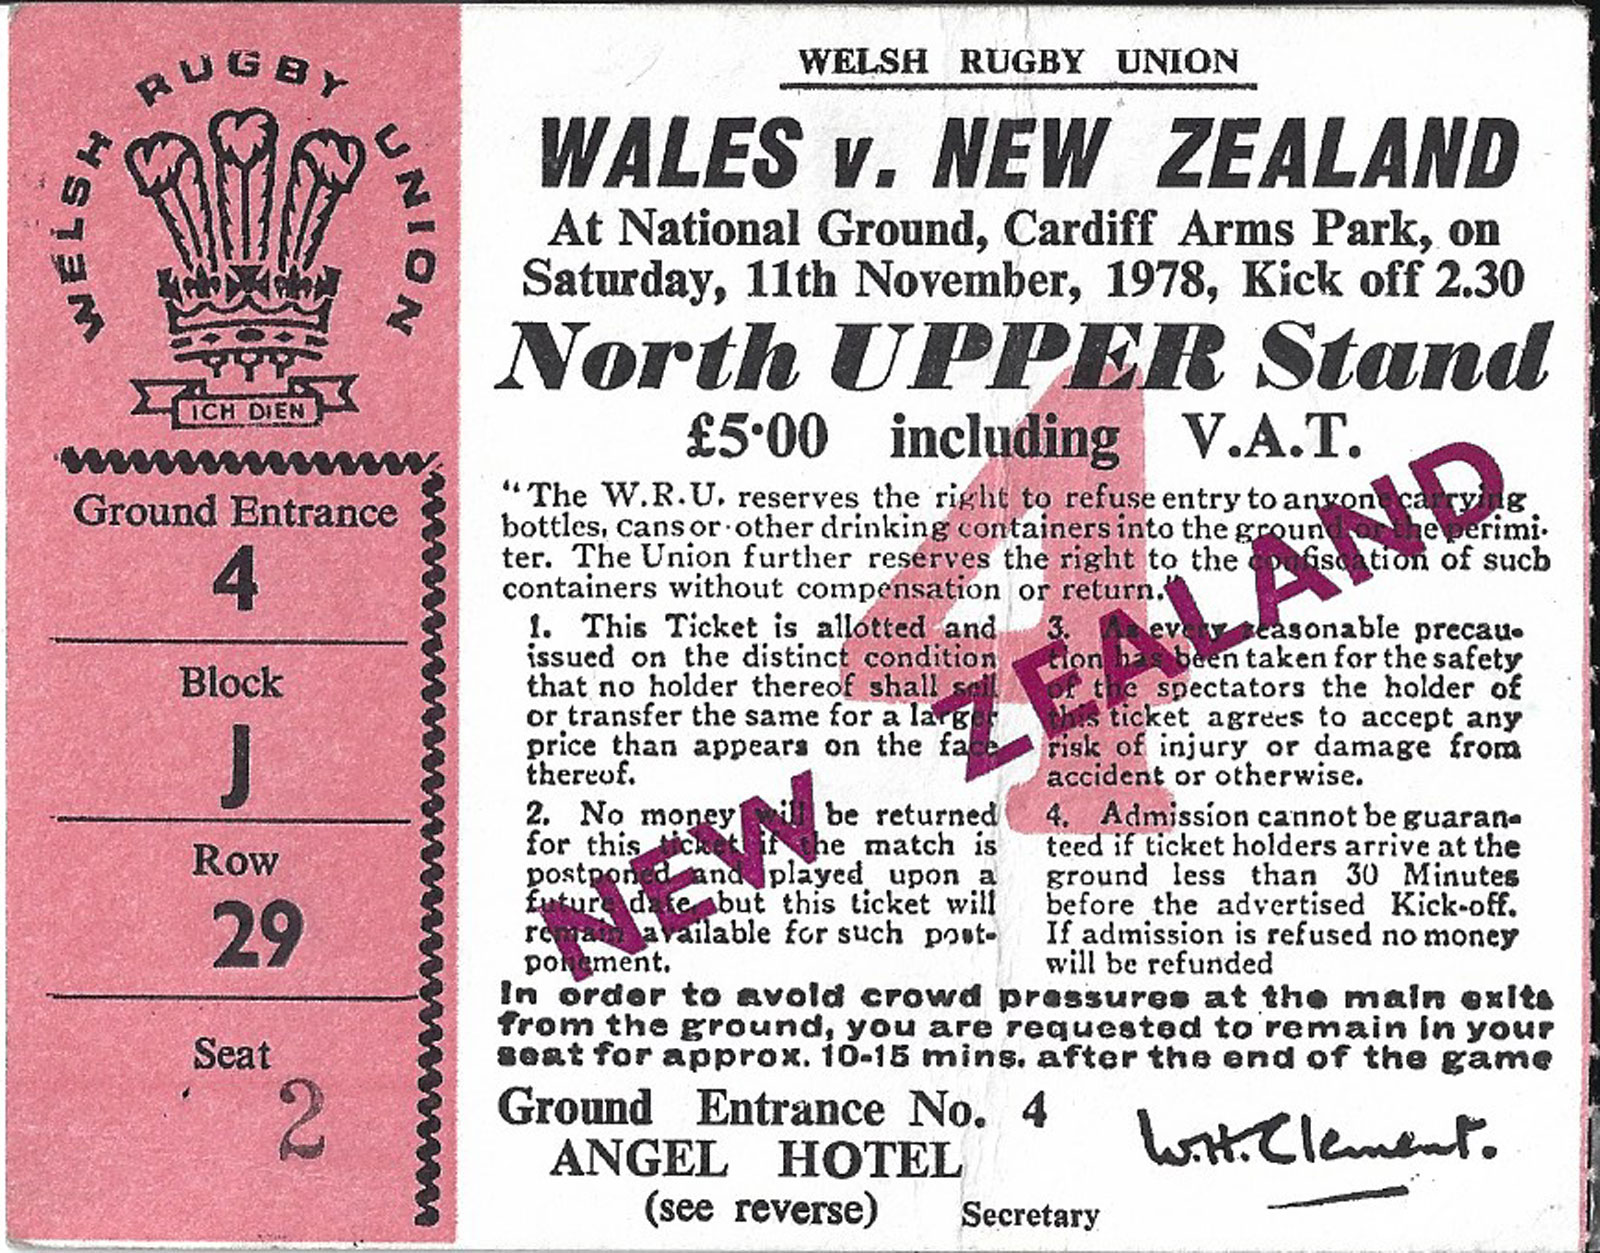 WELSH RUGBY UNION
ICH DIEN
Ground Entrance
4
Block
J
Row
29
Seat
2
WELSH RUGBY UNION
WALES v. NEW ZEALAND
At National Ground, Cardiff Arms Park, on
Saturday, 11th November, 1978, Kick off 2.30
North UPPER Stand
£5·00 including V.A.T.
"The W.R.U. reserves the right to refuse entry to anyone carrying
bottles, cans or other drinking containers into the ground or the perimi-
ter. The Union further reserves the right to the confiscation of such
containers without compensation or return."
1. This Ticket is allotted and
issued on the distinct condition
that no holder thereof shall sell
or transfer the same for a larger
price than appears on the face
thereof.
2. No money will be returned
for this ticket if the match is
postponed and played upon a
future date, but this ticket will
remain available for such post-
ponement.
3. As every reasonable precau-
tion has been taken for the safety
of the spectators the holder of
this ticket agrees to accept any
risk of injury or damage from
accident or otherwise.
4. Admission cannot be guaran-
teed if ticket holders arrive at the
ground less than 30 Minutes
before the advertised Kick-off.
If admission is refused no money
will be refunded
4
NEW ZEALAND
In order to avoid crowd pressures at the main exits
from the ground, you are requested to remain in your
seat for approx. 10-15 mins. after the end of the game
Ground Entrance No. 4
ANGEL HOTEL
(see reverse)
W.H.Clement.
Secretary